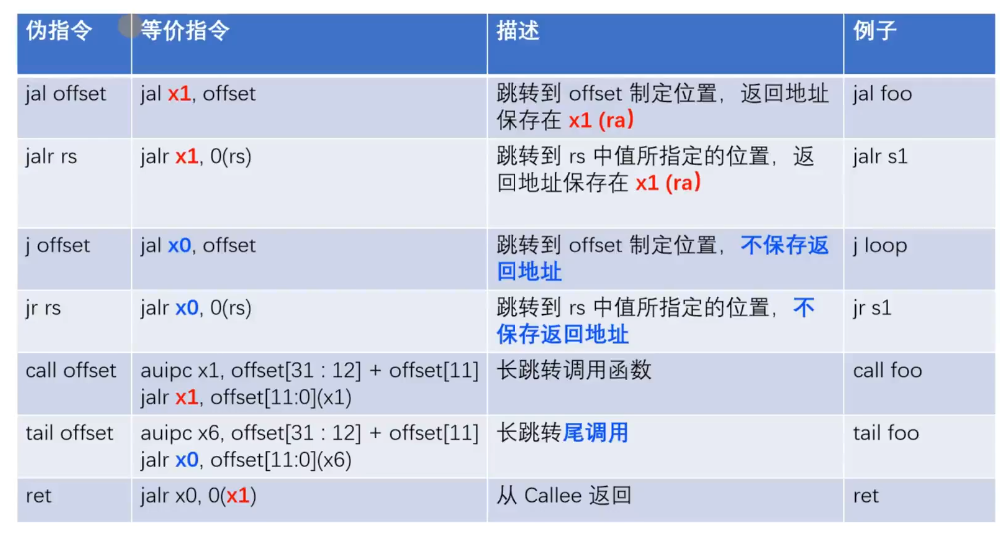 伪指令 等价指令 描述 例子
jal offset jal x1, offset 跳转到 offset 制定位置，返回地址 jal foo
保存在 x1 (ra)
jalr rs jalr x1, 0(rs) 跳转到 rs 中值所指定的位置，返 jalr s1
回地址保存在 x1 (ra)
j offset jal x0, offset 跳转到 offset 制定位置，不保存返 j loop
回地址
jr rs jalr x0, 0(rs) 跳转到 rs 中值所指定的位置，不 jr s1
保存返回地址
call offset auipc x1, offset[31 : 12] + offset[11] 长跳转调用函数 call foo
jalr x1, offset[11:0](x1)
tail offset auipc x6, offset[31 : 12] + offset[11] 长跳转尾调用 tail foo
jalr x0, offset[11:0](x6)
ret jalr x0, 0(x1) 从 Callee 返回 ret